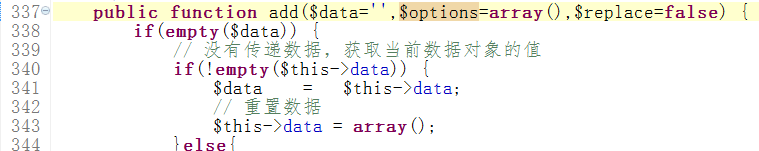 337 public function add($data='',$options=array(),$replace=false) {
338 if(empty($data)) {
339 // 没有传递数据，获取当前数据对象的值
340 if(!empty($this->data)) {
341 $data = $this->data;
342 // 重置数据
343 $this->data = array();
344 }else{